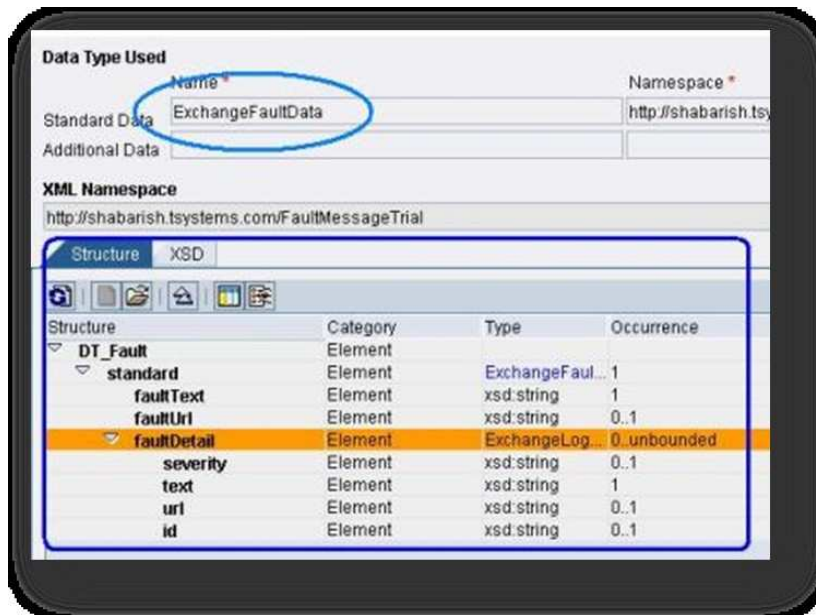 Data Type Used
Name * Namespace *
Standard Data ExchangeFaultData http://shabarish.tsy
Additional Data
XML Namespace
http://shabarish.tsystems.com/FaultMessageTrial
Structure XSD
Structure Category Type Occurrence
DT_Fault Element
standard Element ExchangeFaul... 1
faultText Element xsd:string 1
faultUrl Element xsd:string 0..1
faultDetail Element ExchangeLog... 0..unbounded
severity Element xsd:string 0..1
text Element xsd:string 1
url Element xsd:string 0..1
id Element xsd:string 0..1